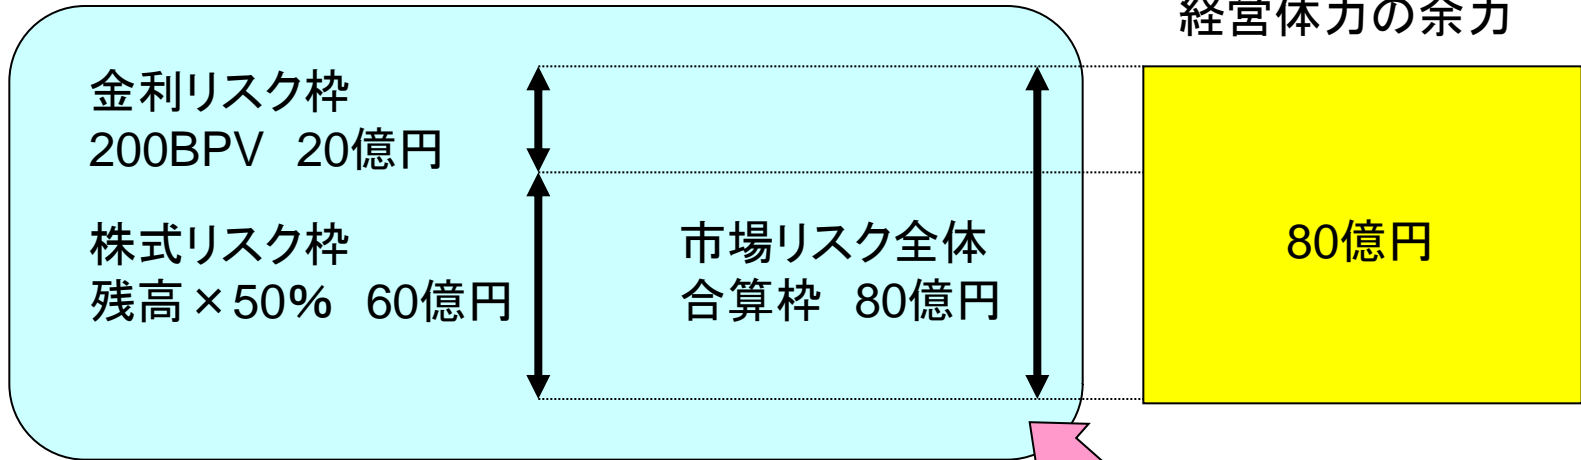 経営体力の余力
金利リスク枠
200BPV 20億円
株式リスク枠
残高×50% 60億円
市場リスク全体
合算枠 80億円
80億円